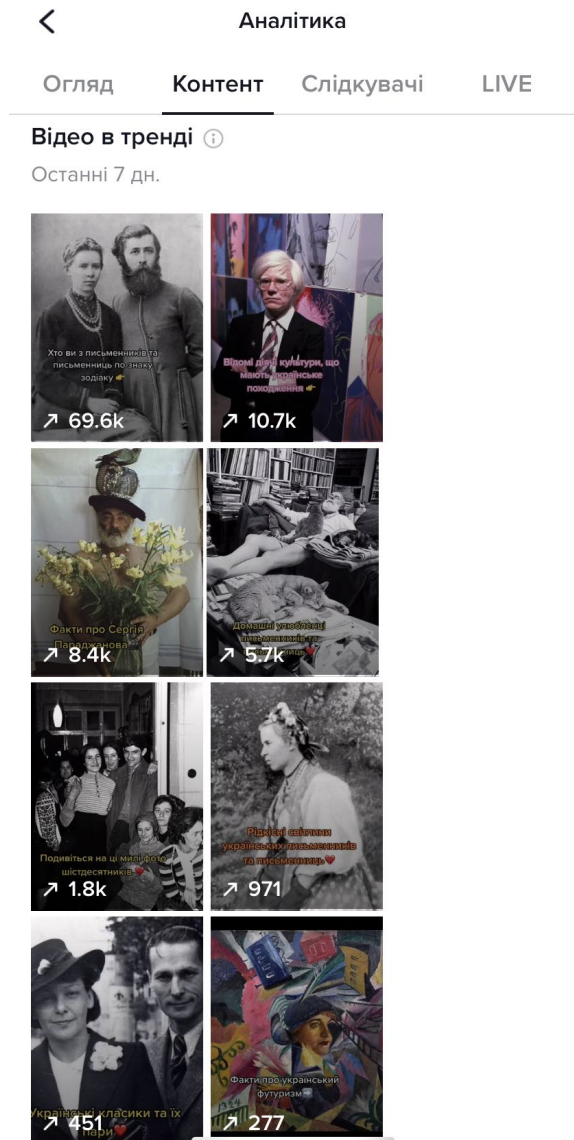 Аналітика
Огляд Контент Слідкувачі LIVE
Відео в тренді
Останні 7 дн.
Хто ви з письменників та
письменниць по знаку
зодіаку 👉
69.6k
Відомі діячі культури, що
мають українське
походження 👉
10.7k
Факти про Сергія
Параджанова
8.4k
Домашні улюбленці
письменників та
5.7k
Подивіться на ці милі фото
шістдесятників ❤️
1.8k
Рідкісні світлини
українських письменників
та письменниць❤️
971
Українські класики та їх
пари❤️
451
Факти про український
футуризм➡️
277